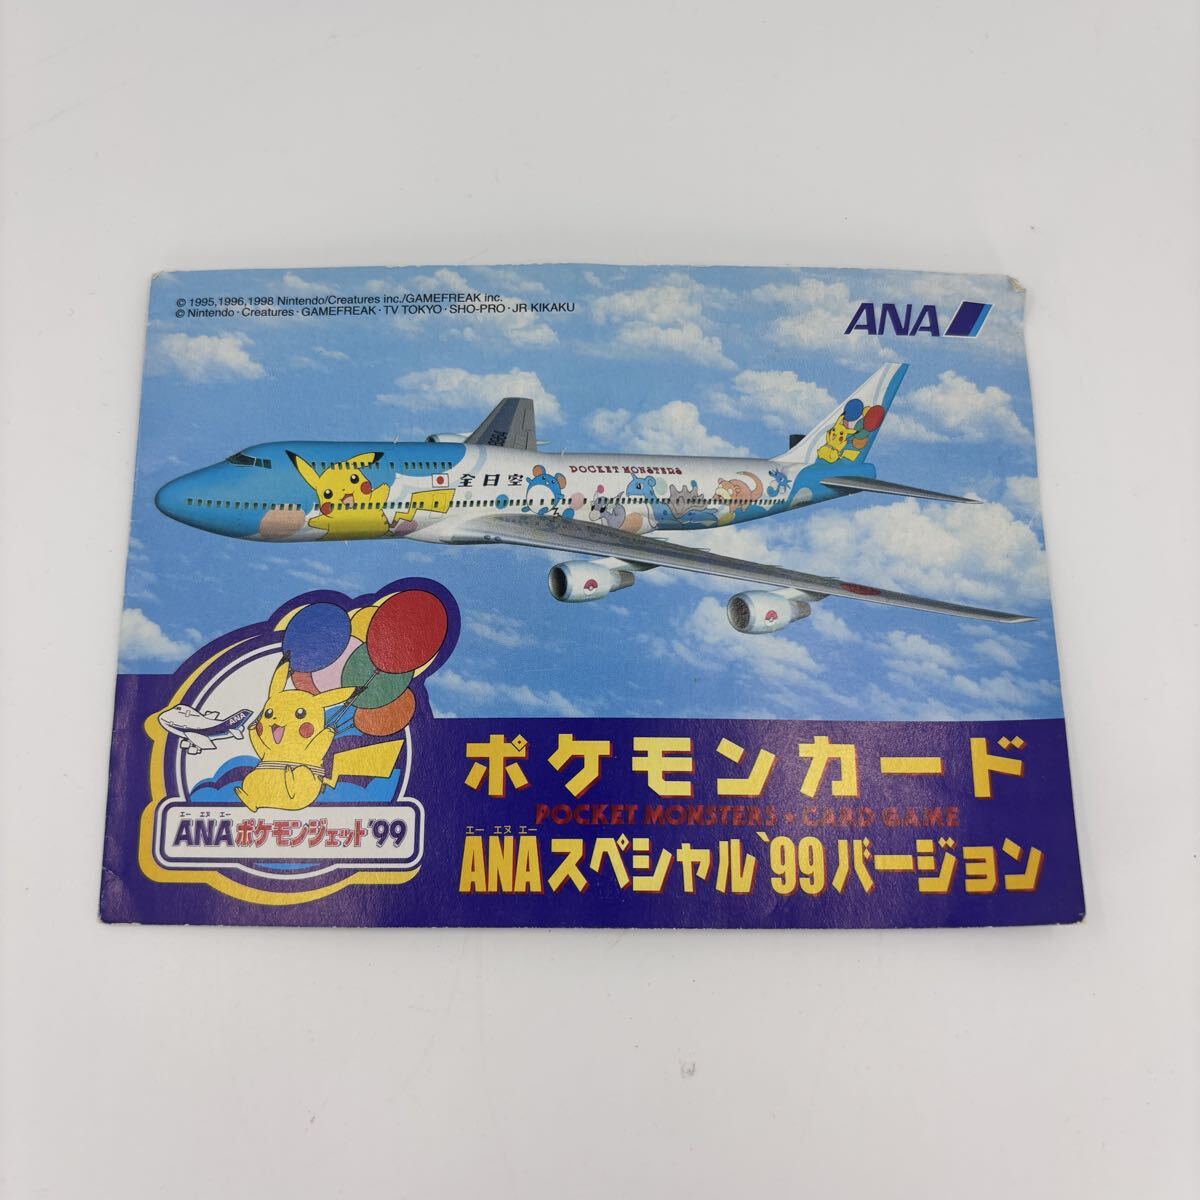 © 1995,1996,1998 Nintendo/Creatures inc./GAMEFREAK inc.
© Nintendo・Creatures・GAMEFREAK・TV TOKYO・SHO-PRO・JR KIKAKU
ANA
全日空
POCKET MONSTERS
ANA
エー エヌ エー
ANAポケモンジェット'99
ポケモンカード
POCKET MONSTERS CARD GAME
エー エヌ エー
ANAスペシャル'99バージョン